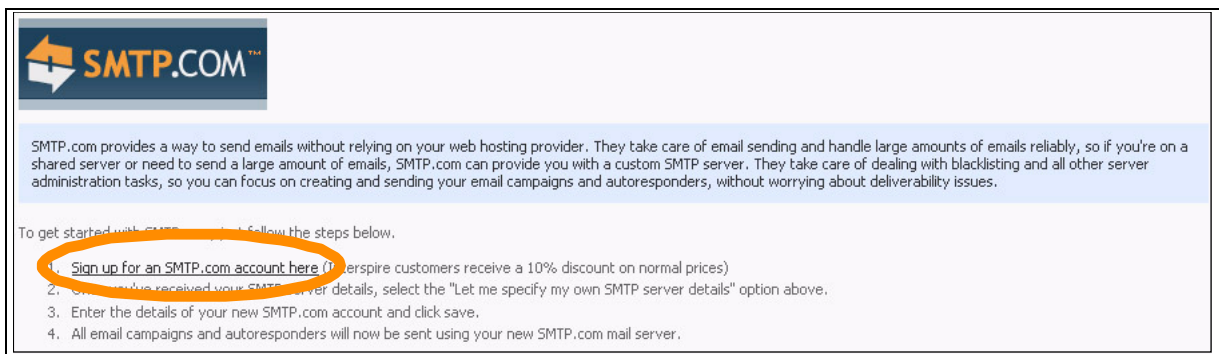 SMTP.COM™
SMTP.com provides a way to send emails without relying on your web hosting provider. They take care of email sending and handle large amounts of emails reliably, so if you're on a
shared server or need to send a large amount of emails, SMTP.com can provide you with a custom SMTP server. They take care of dealing with blacklisting and all other server
administration tasks, so you can focus on creating and sending your email campaigns and autoresponders, without worrying about deliverability issues.
To get started with follow the steps below.
1. Sign up for an SMTP.com account here (Interspire customers receive a 10% discount on normal prices)
2. you've received your SMTP server details, select the "Let me specify my own SMTP server details" option above.
3. Enter the details of your new SMTP.com account and click save.
4. All email campaigns and autoresponders will now be sent using your new SMTP.com mail server.